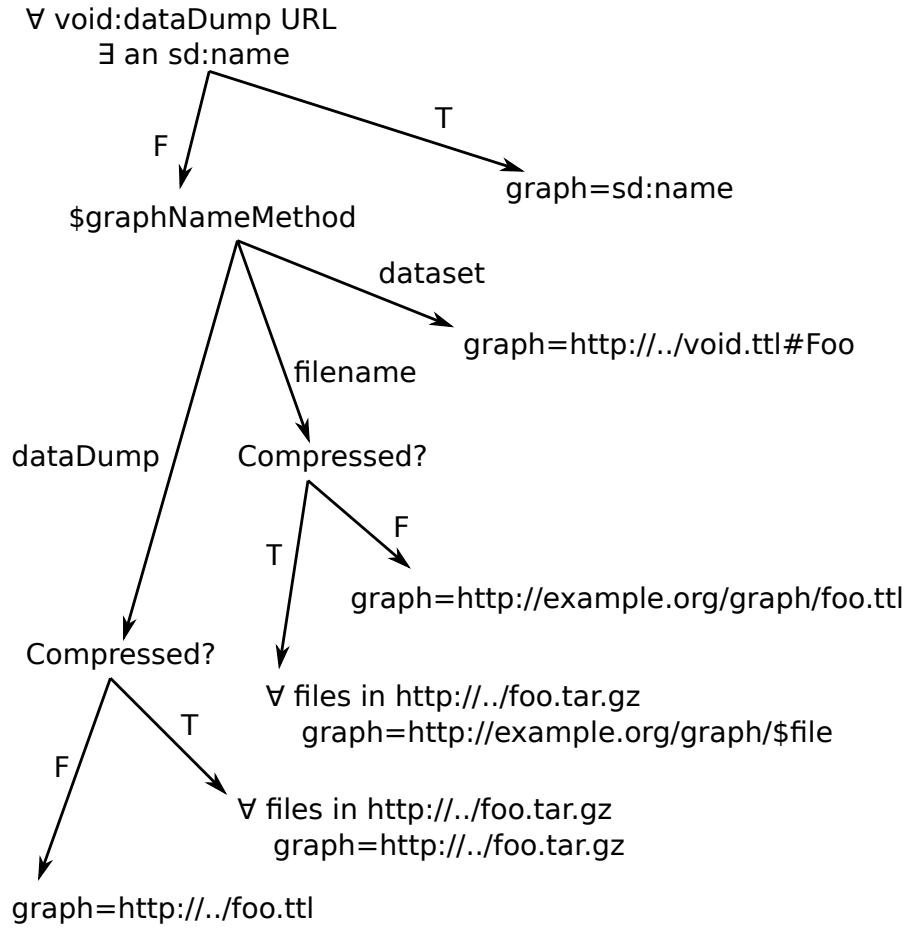 ∀ void:dataDump URL
∃ an sd:name
T
F
graph=sd:name
$graphNameMethod
dataset
graph=http://../void.ttl#Foo
filename
dataDump
Compressed?
F
T
graph=http://example.org/graph/foo.ttl
Compressed?
∀ files in http://../foo.tar.gz
graph=http://example.org/graph/$file
T
F
∀ files in http://../foo.tar.gz
graph=http://../foo.tar.gz
graph=http://../foo.ttl